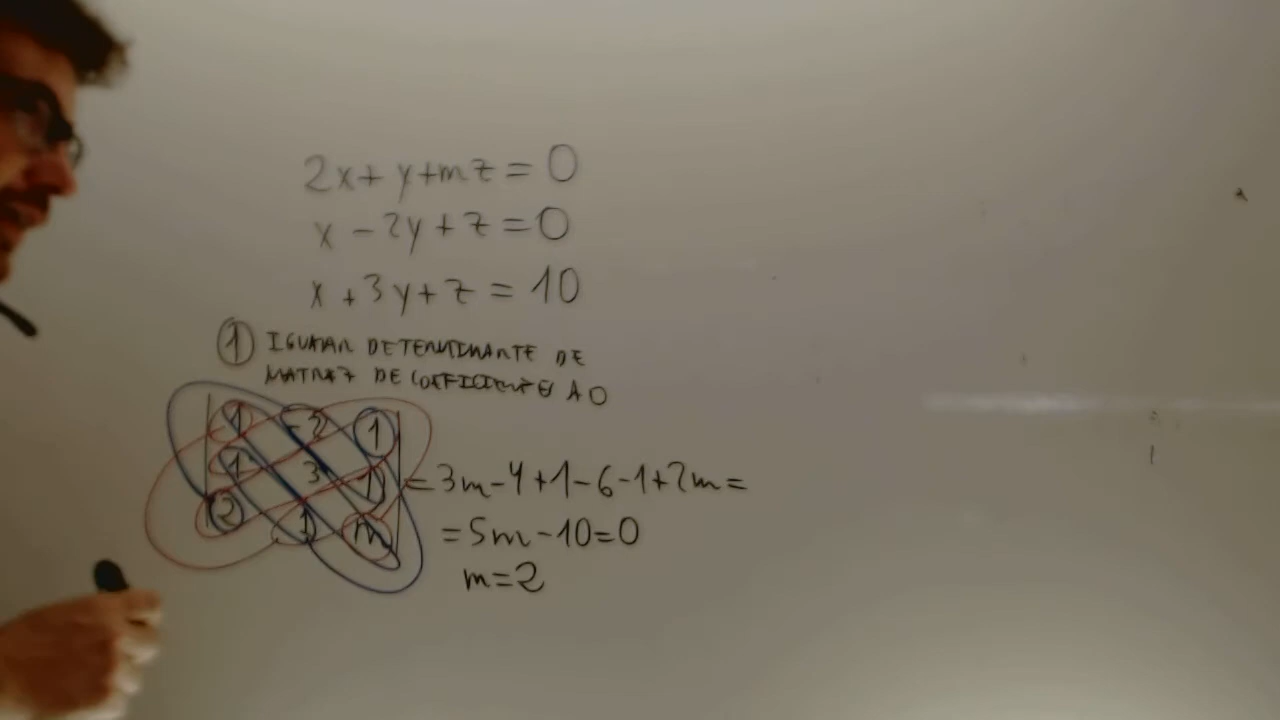 2x + y + mz = 0
x - 2y + z = 0
x + 3y + z = 10
① IGUALAR DETERMINANTE DE
MATRIZ DE COEFICIENTES A 0
1 -2 1
1 3 1 = 3m - 4 + 1 - 6 - 1 + 2m =
2 1 m = 5m - 10 = 0
m = 2